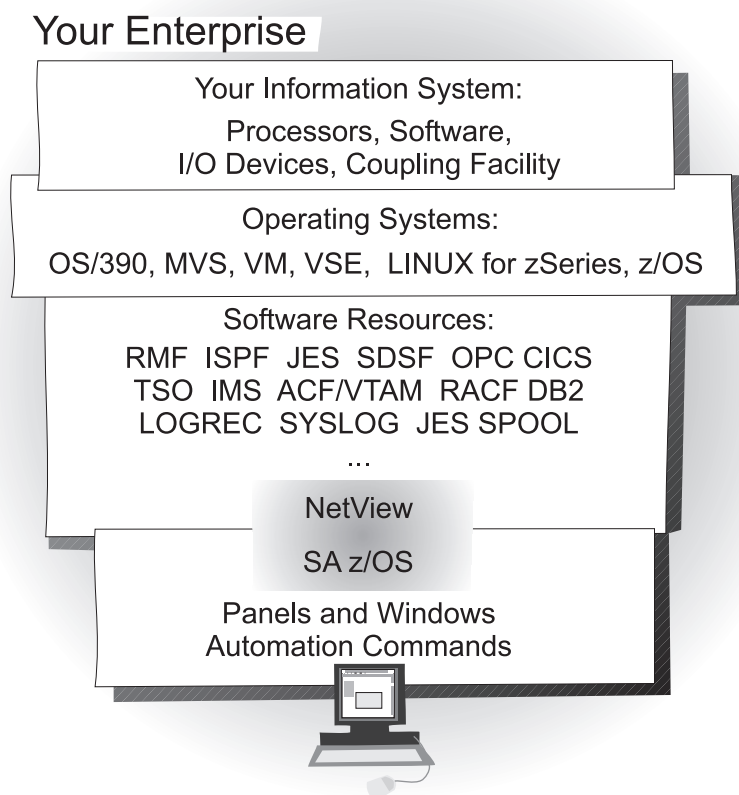 Your Enterprise
Your Information System:
Processors, Software,
I/O Devices, Coupling Facility
Operating Systems:
OS/390, MVS, VM, VSE, LINUX for zSeries, z/OS
Software Resources:
RMF ISPF JES SDSF OPC CICS
TSO IMS ACF/VTAM RACF DB2
LOGREC SYSLOG JES SPOOL
...
NetView
SA z/OS
Panels and Windows
Automation Commands